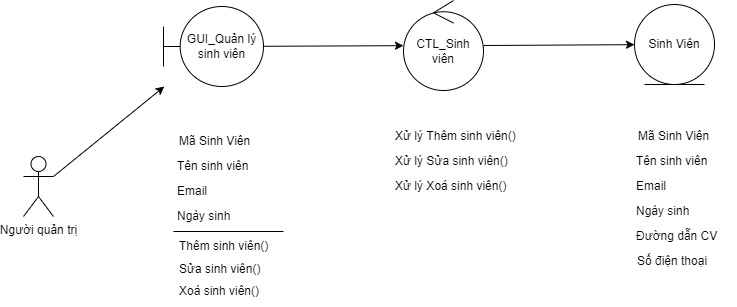 GUI_Quản lý
sinh viên
CTL_Sinh
viên
Sinh Viên
Người quản trị
Mã Sinh Viên
Tên sinh viên
Email
Ngày sinh
Thêm sinh viên()
Sửa sinh viên()
Xoá sinh viên()
Xử lý Thêm sinh viên()
Xử lý Sửa sinh viên()
Xử lý Xoá sinh viên()
Mã Sinh Viên
Tên sinh viên
Email
Ngày sinh
Đường dẫn CV
Số điện thoại